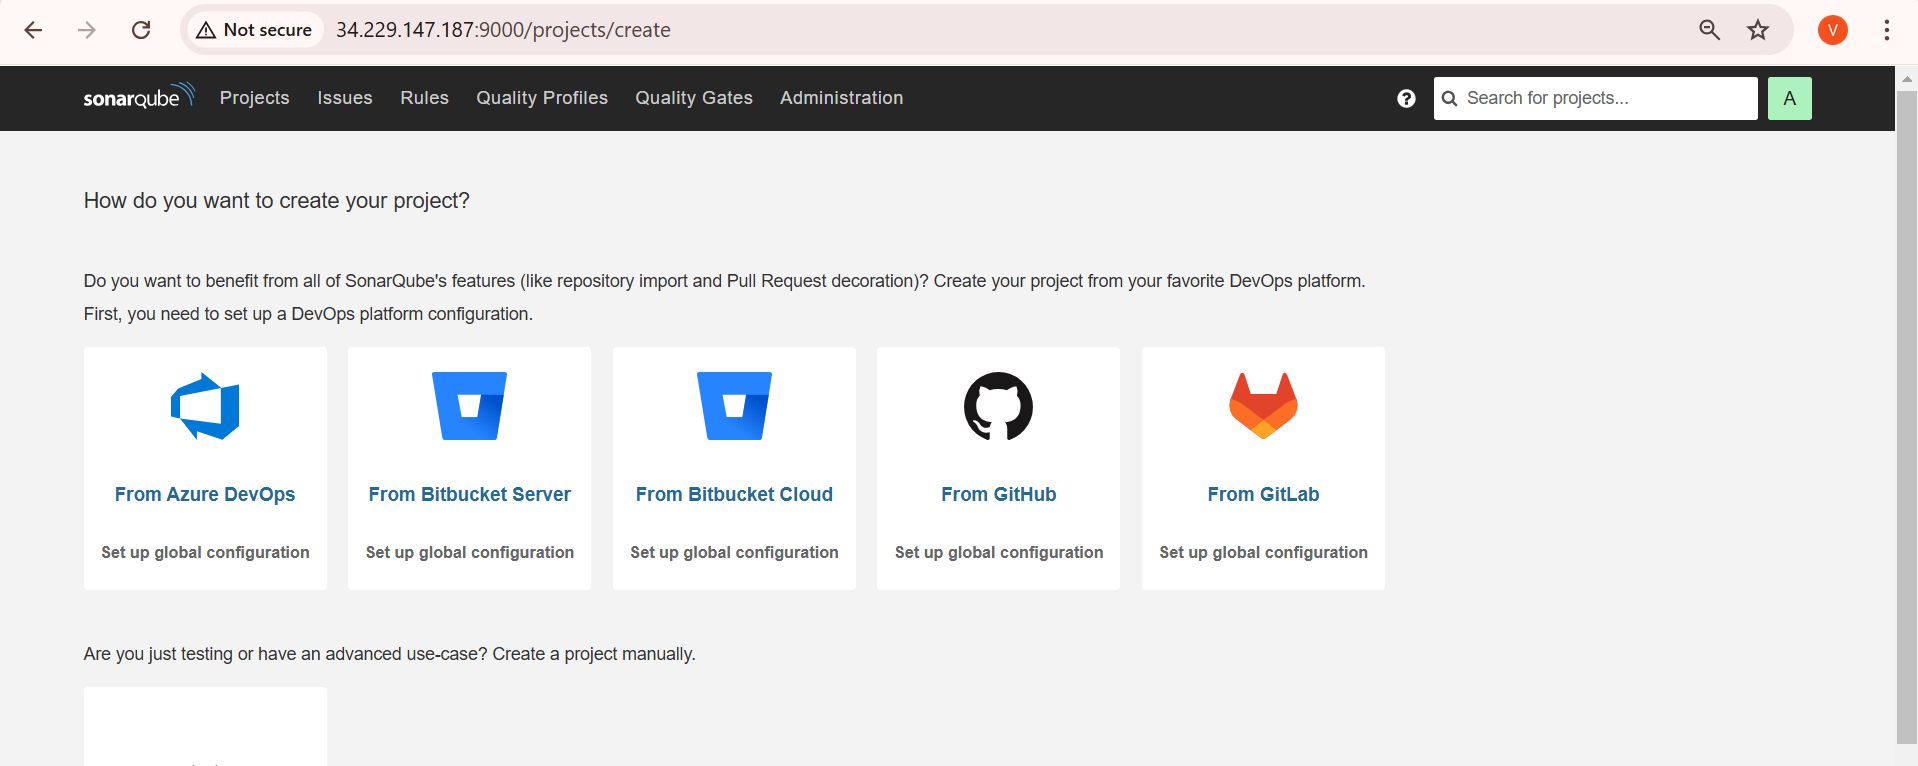 Not secure 34.229.147.187:9000/projects/create V
sonarqube Projects Issues Rules Quality Profiles Quality Gates Administration ? Search for projects... A
How do you want to create your project?
Do you want to benefit from all of SonarQube's features (like repository import and Pull Request decoration)? Create your project from your favorite DevOps platform.
First, you need to set up a DevOps platform configuration.
From Azure DevOps From Bitbucket Server From Bitbucket Cloud From GitHub From GitLab
Set up global configuration Set up global configuration Set up global configuration Set up global configuration Set up global configuration
Are you just testing or have an advanced use-case? Create a project manually.